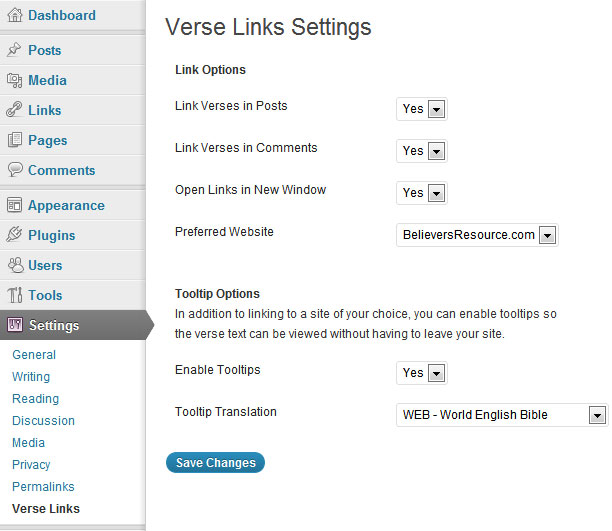 Dashboard
Posts
Media
Links
Pages
Comments
Appearance
Plugins
Users
Tools
Settings
General
Writing
Reading
Discussion
Media
Privacy
Permalinks
Verse Links
Verse Links Settings
Link Options
Link Verses in Posts Yes
Link Verses in Comments Yes
Open Links in New Window Yes
Preferred Website BelieversResource.com
Tooltip Options
In addition to linking to a site of your choice, you can enable tooltips so
the verse text can be viewed without having to leave your site.
Enable Tooltips Yes
Tooltip Translation WEB - World English Bible
Save Changes